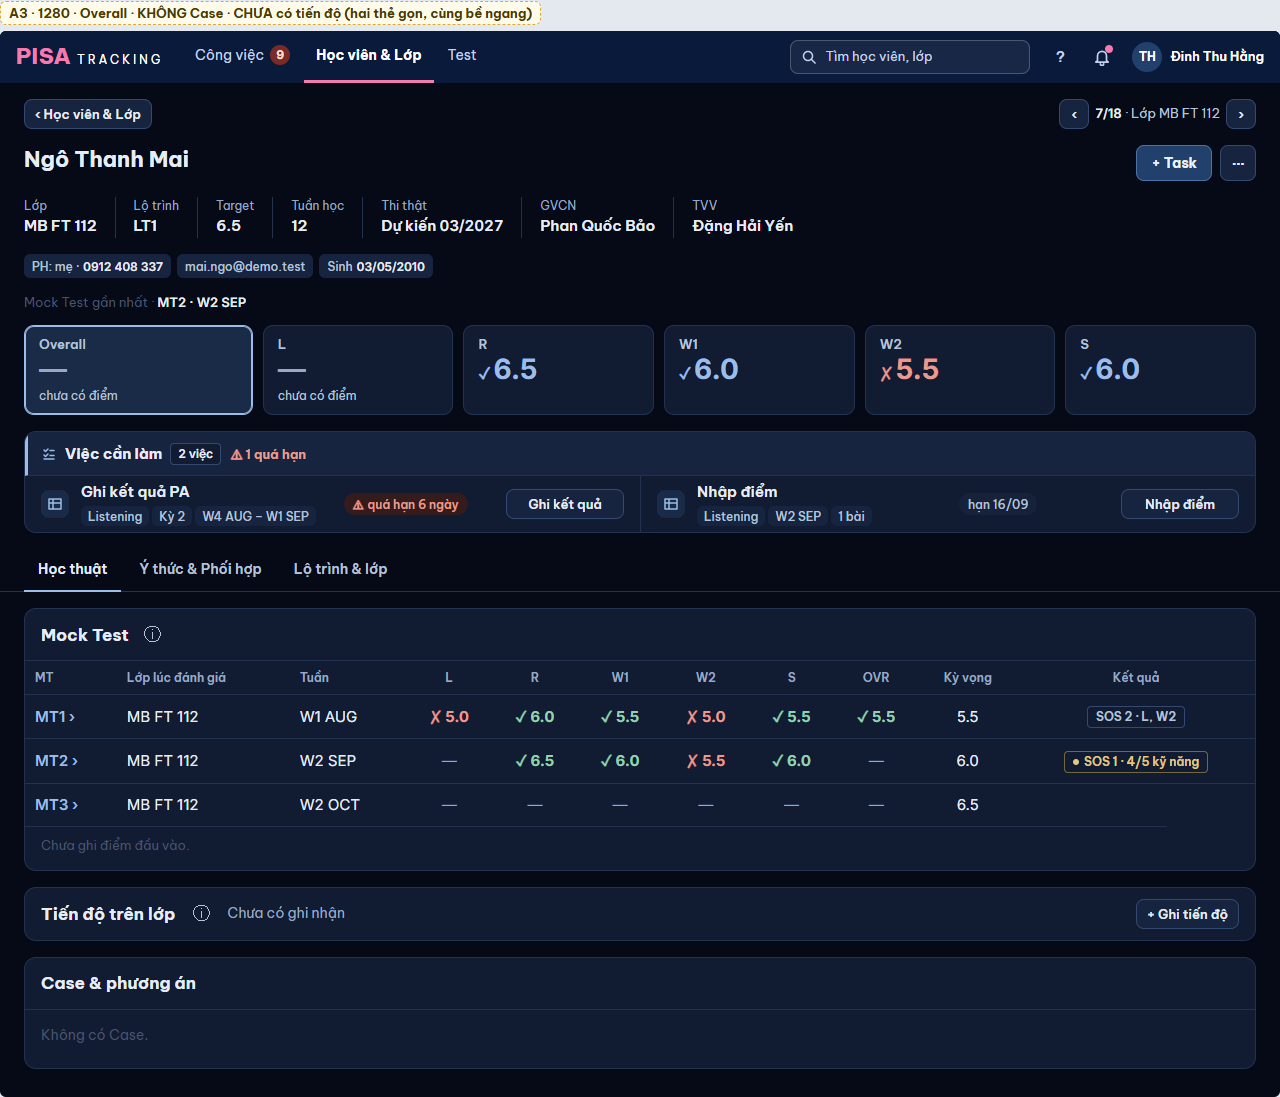 A3 · 1280 · Overall · KHÔNG Case · CHƯA có tiến độ (hai thẻ gọn, cùng bề ngang)
PISA TRACKING
Công việc 9
Học viên & Lớp
Test
Tìm học viên, lớp
?
TH
Đinh Thu Hằng
‹ Học viên & Lớp
‹ 7/18 · Lớp MB FT 112 ›
Ngô Thanh Mai
+ Task
···
Lớp
MB FT 112
Lộ trình
LT1
Target
6.5
Tuần học
12
Thi thật
Dự kiến 03/2027
GVCN
Phan Quốc Bảo
TVV
Đặng Hải Yến
PH: mẹ · 0912 408 337
mai.ngo@demo.test
Sinh 03/05/2010
Mock Test gần nhất · MT2 · W2 SEP
Overall
—
chưa có điểm
L
—
chưa có điểm
R
✓6.5
W1
✓6.0
W2
✗5.5
S
✓6.0
Việc cần làm
2 việc
⚠ 1 quá hạn
Ghi kết quả PA
Listening
Kỳ 2
W4 AUG – W1 SEP
⚠ quá hạn 6 ngày
Ghi kết quả
Nhập điểm
Listening
W2 SEP
1 bài
hạn 16/09
Nhập điểm
Học thuật
Ý thức & Phối hợp
Lộ trình & lớp
Mock Test ⓘ
MT Lớp lúc đánh giá Tuần L R W1 W2 S OVR Kỳ vọng Kết quả
MT1 › MB FT 112 W1 AUG ✗ 5.0 ✓ 6.0 ✓ 5.5 ✗ 5.0 ✓ 5.5 ✓ 5.5 5.5 SOS 2 · L, W2
MT2 › MB FT 112 W2 SEP — ✓ 6.5 ✓ 6.0 ✗ 5.5 ✓ 6.0 — 6.0 ● SOS 1 · 4/5 kỹ năng
MT3 › MB FT 112 W2 OCT — — — — — — 6.5
Chưa ghi điểm đầu vào.
Tiến độ trên lớp ⓘ Chưa có ghi nhận
+ Ghi tiến độ
Case & phương án
Không có Case.